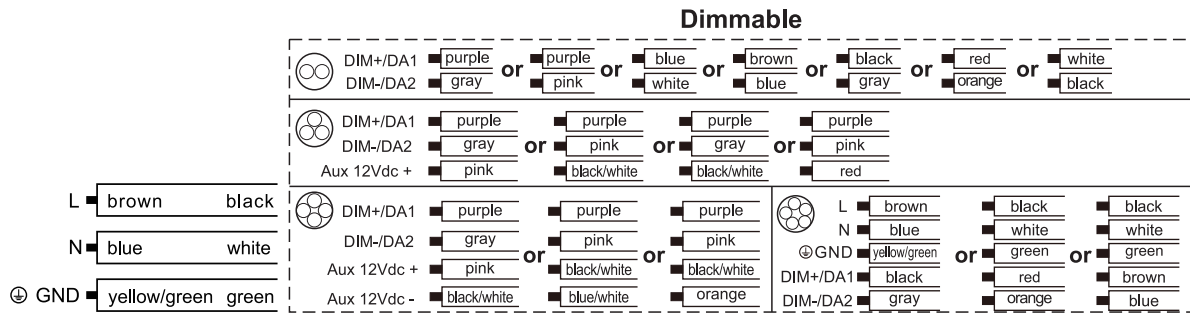 Dimmable
DIM+/DA1 purple or purple or blue or brown or black or red or white
DIM-/DA2 gray pink white blue gray orange black
DIM+/DA1 purple purple purple purple
DIM-/DA2 gray or pink or gray or pink
Aux 12Vdc + pink black/white black/white red
L brown black
N blue white
GND yellow/green green
DIM+/DA1 purple purple purple
DIM-/DA2 gray or pink or pink
Aux 12Vdc + pink black/white black/white
Aux 12Vdc - black/white blue/white orange
L brown black black
N blue white white
GND yellow/green or green or green
DIM+/DA1 black red brown
DIM-/DA2 gray orange blue